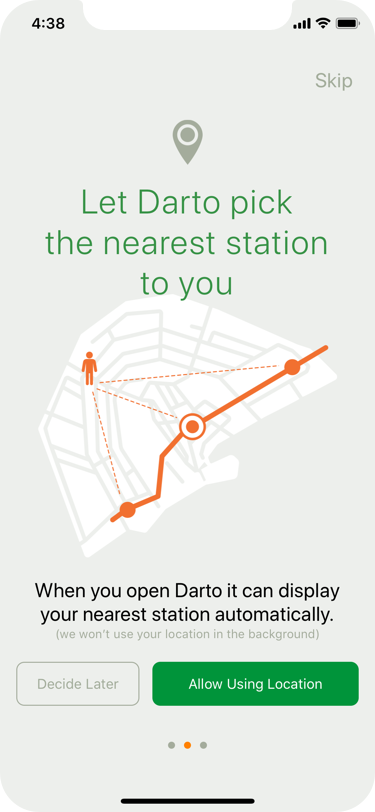 4:38
Skip
Let Darto pick
the nearest station
to you
When you open Darto it can display
your nearest station automatically.
(we won't use your location in the background)
Decide Later
Allow Using Location